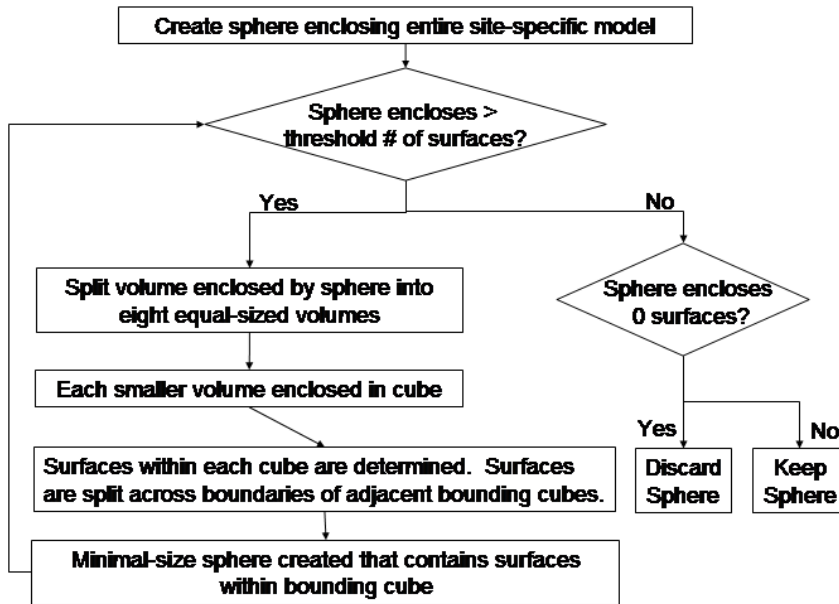 Create sphere enclosing entire site-specific model
Sphere encloses >
threshold # of surfaces?
Yes
No
Split volume enclosed by sphere into
eight equal-sized volumes
Sphere encloses
0 surfaces?
Each smaller volume enclosed in cube
Yes
No
Surfaces within each cube are determined.  Surfaces
are split across boundaries of adjacent bounding cubes.
Discard
Sphere
Keep
Sphere
Minimal-size sphere created that contains surfaces
within bounding cube